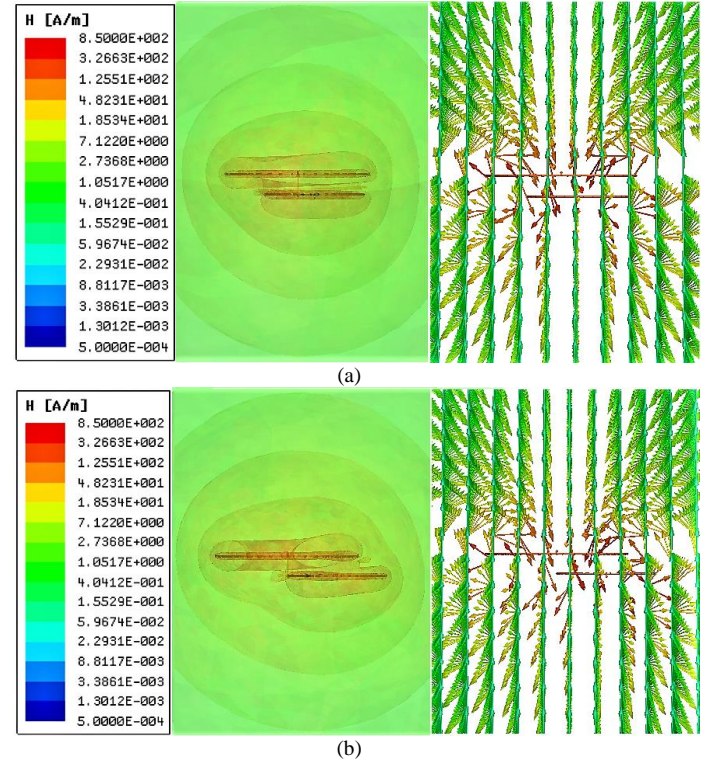 H [A/m]
8.5000E+002
3.2663E+002
1.2551E+002
4.8231E+001
1.8534E+001
7.1220E+000
2.7368E+000
1.0517E+000
4.0412E-001
1.5529E-001
5.9674E-002
2.2931E-002
8.8117E-003
3.3861E-003
1.3012E-003
5.0000E-004
(a)
H [A/m]
8.5000E+002
3.2663E+002
1.2551E+002
4.8231E+001
1.8534E+001
7.1220E+000
2.7368E+000
1.0517E+000
4.0412E-001
1.5529E-001
5.9674E-002
2.2931E-002
8.8117E-003
3.3861E-003
1.3012E-003
5.0000E-004
(b)